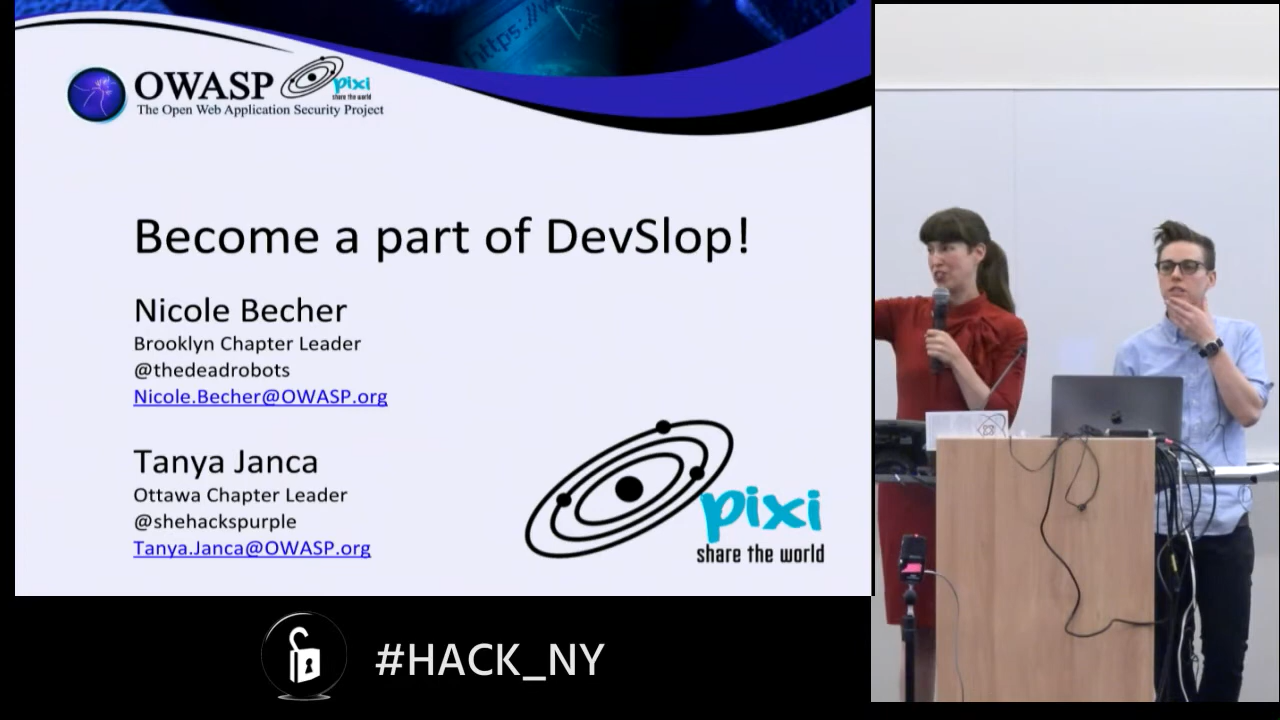 https://w
OWASP
pixi
share the world
The Open Web Application Security Project
Become a part of DevSlop!
Nicole Becher
Brooklyn Chapter Leader
@thedeadrobots
Nicole.Becher@OWASP.org
Tanya Janca
Ottawa Chapter Leader
@shehackspurple
Tanya.Janca@OWASP.org
pixi
share the world
#HACK_NY